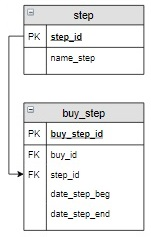 step
PK step_id
name_step
buy_step
PK buy_step_id
FK buy_id
FK step_id
date_step_beg
date_step_end